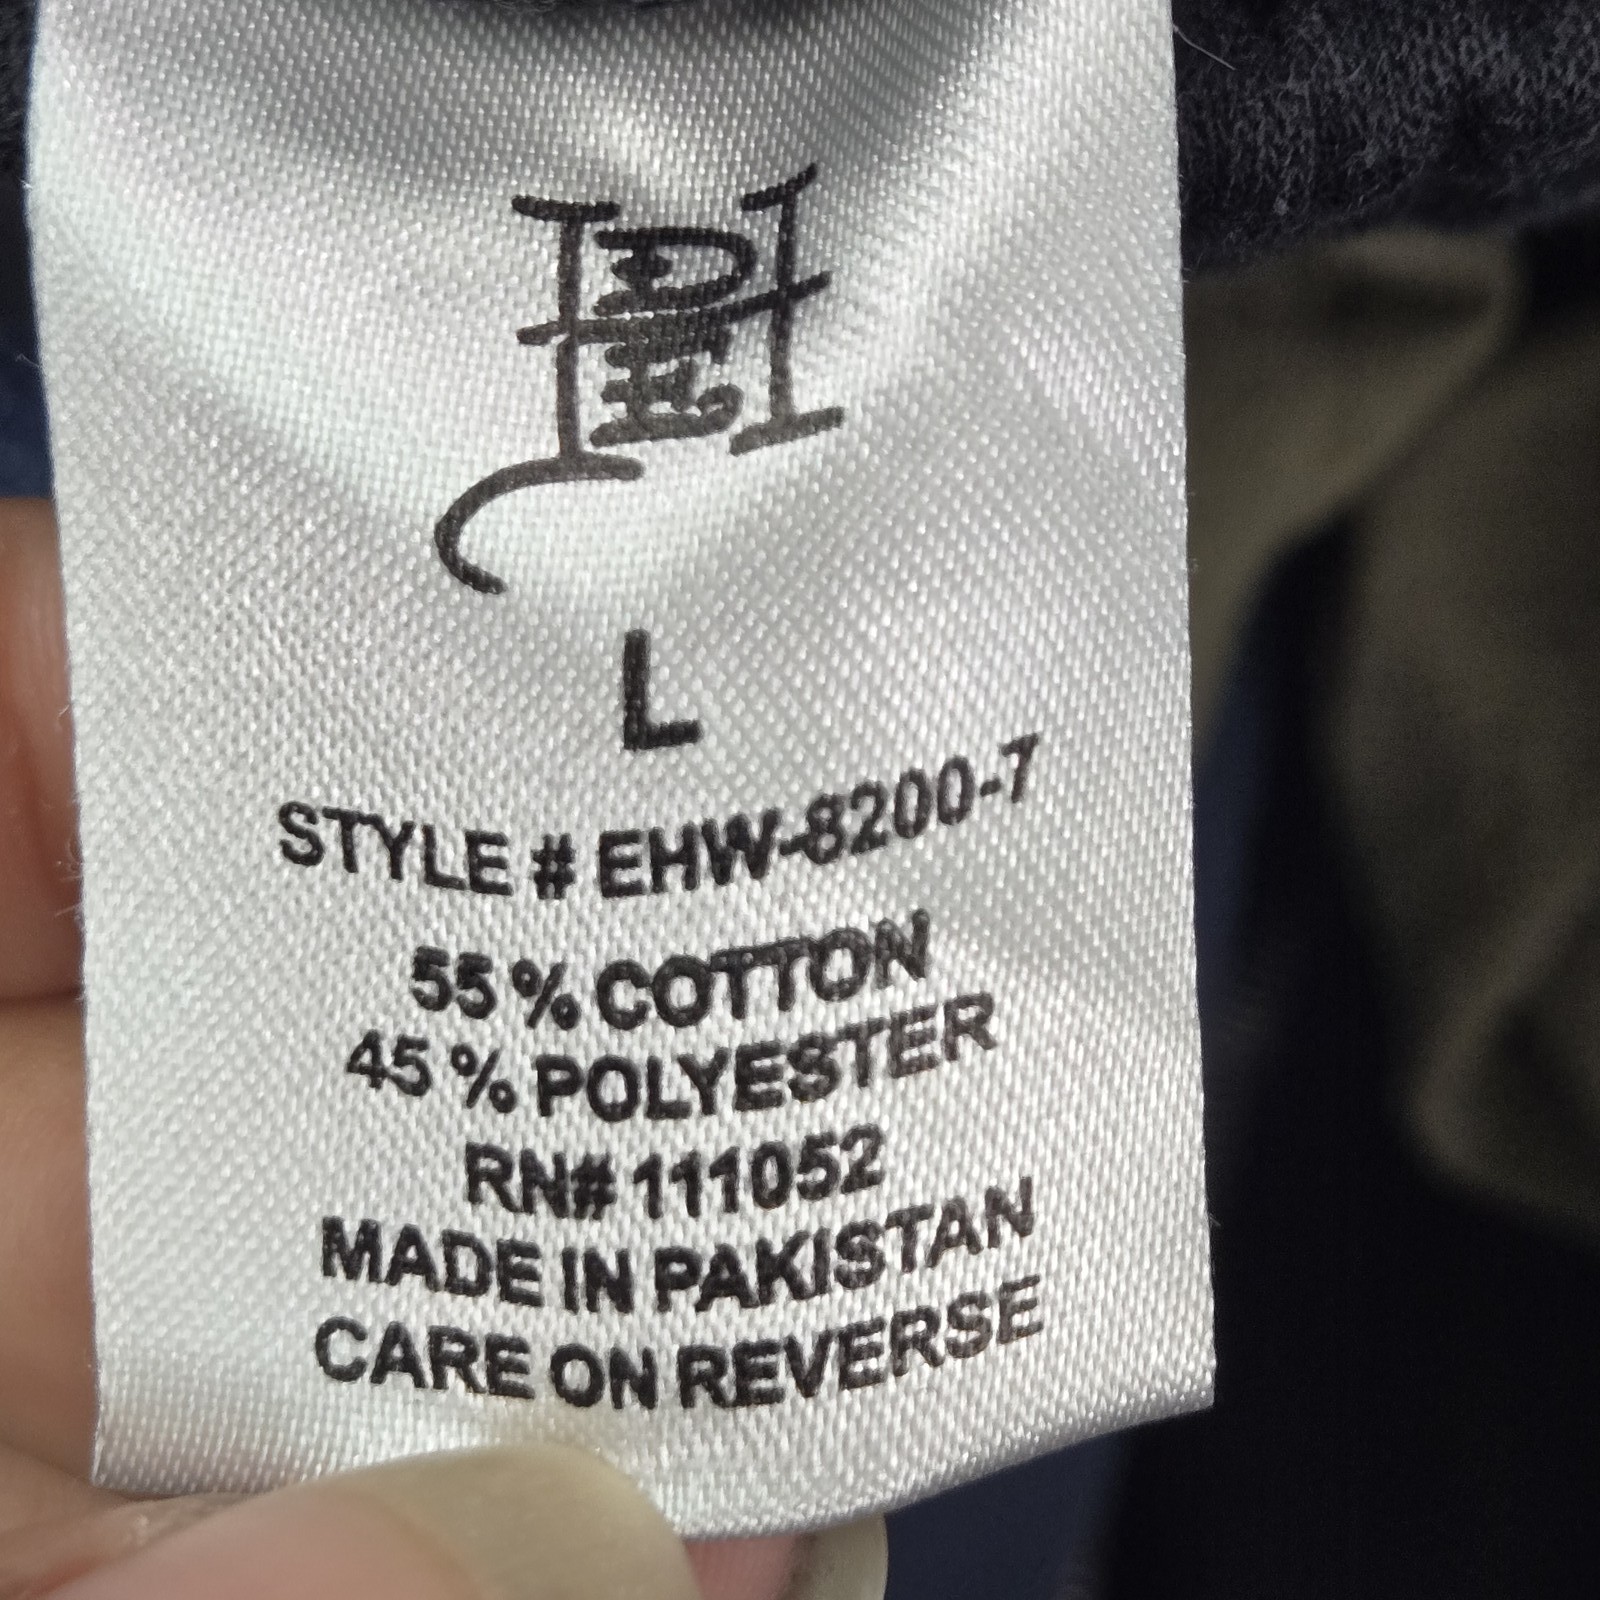 L
STYLE # EHW-8200-7
55% COTTON
45% POLYESTER
RN# 111052
MADE IN PAKISTAN
CARE ON REVERSE